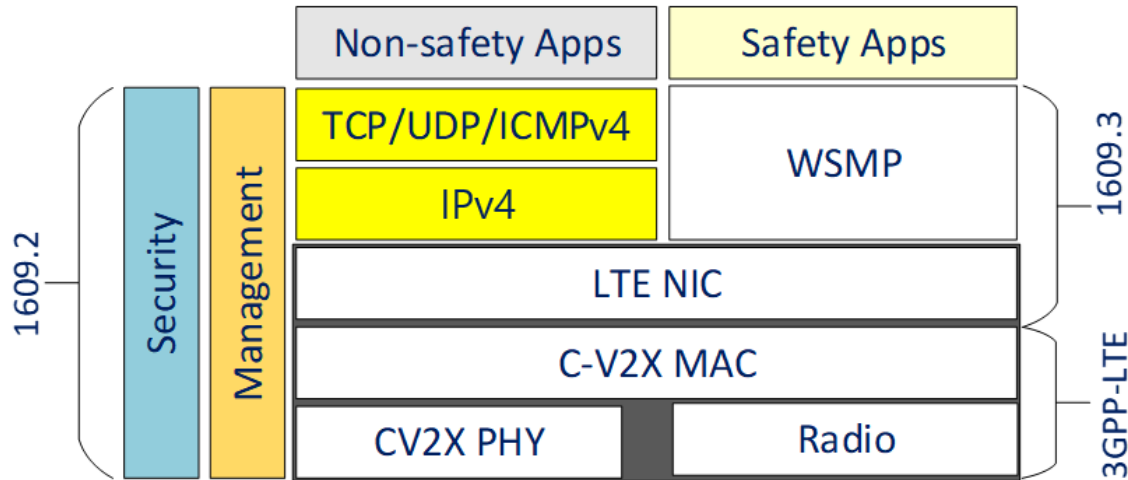 Non-safety Apps
Safety Apps
TCP/UDP/ICMPv4
WSMP
IPv4
LTE NIC
C-V2X MAC
CV2X PHY
Radio
1609.2
Security
Management
1609.3
3GPP-LTE